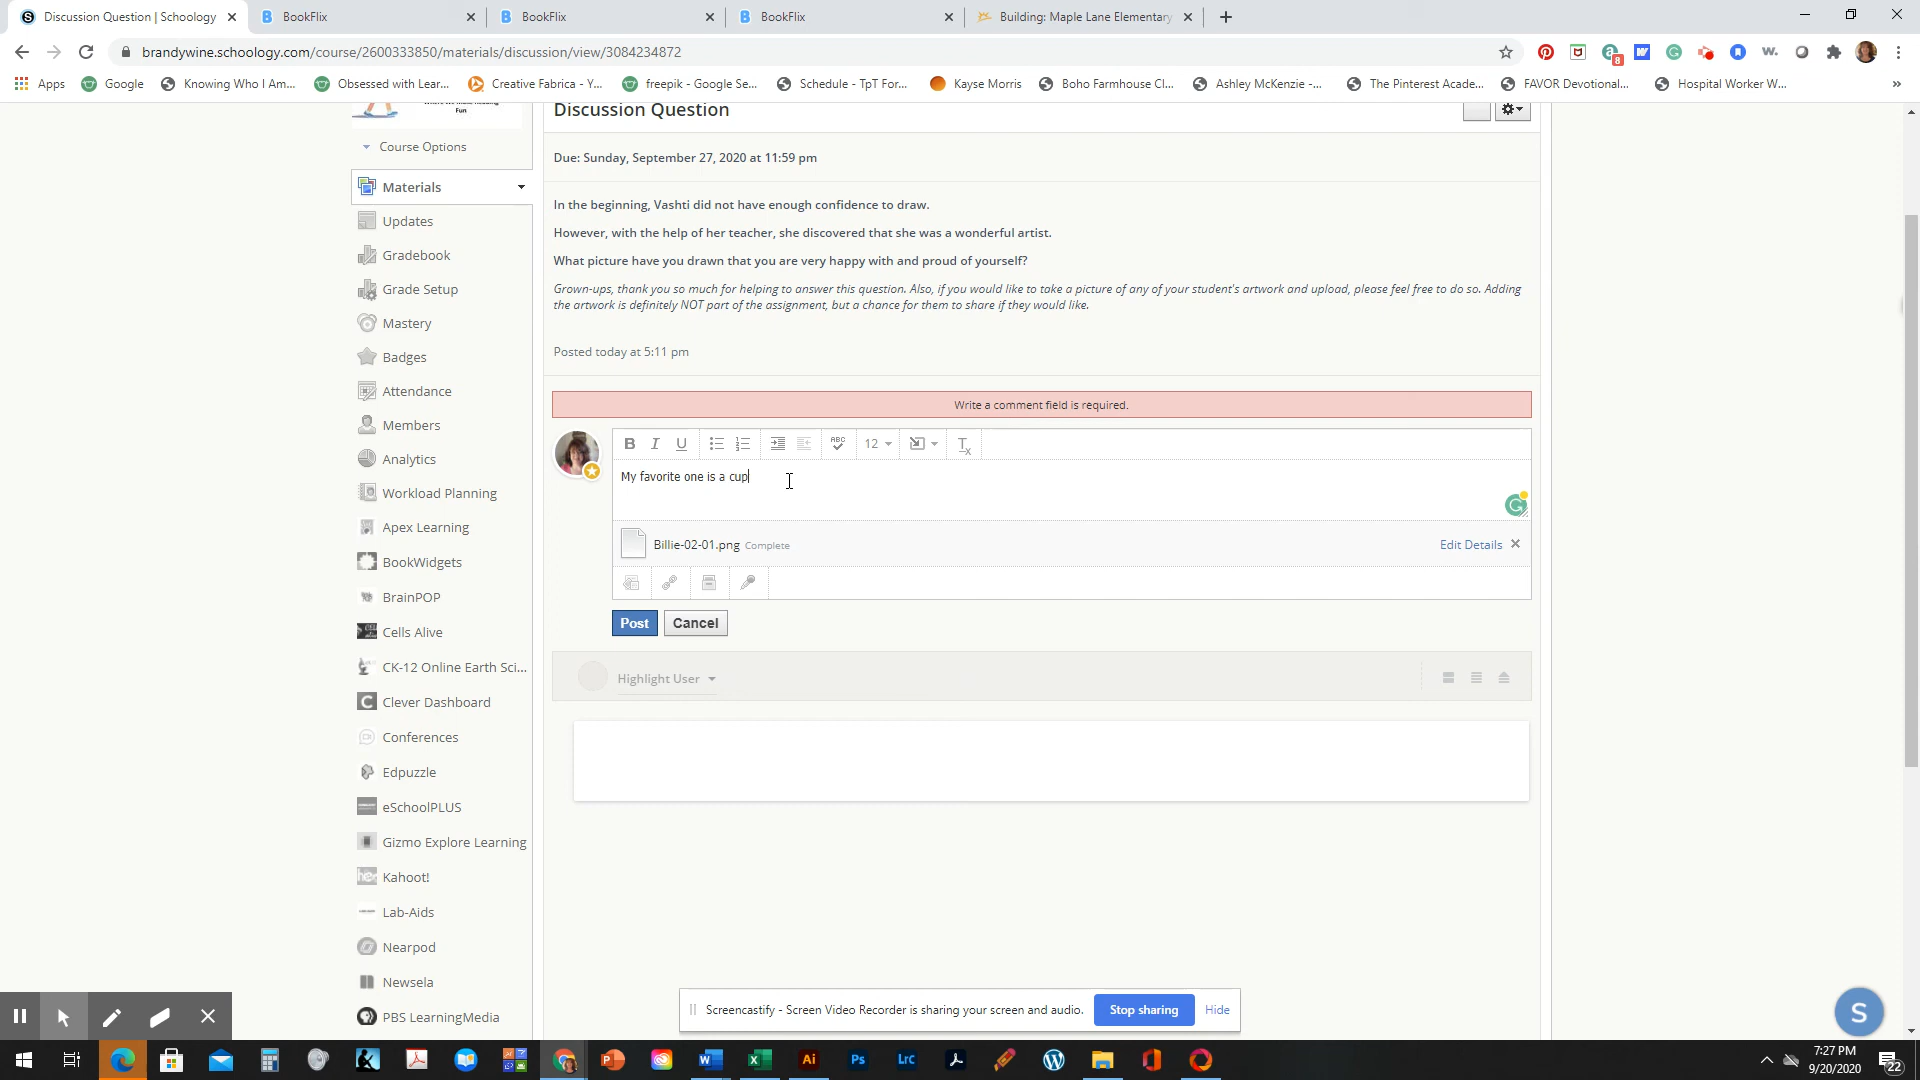 Discussion Question | Schoology
BookFlix
BookFlix
BookFlix
Building: Maple Lane Elementary
brandywine.schoology.com/course/2600333850/materials/discussion/view/3084234872
8
Apps
Google
Knowing Who I Am...
Obsessed with Lear...
Creative Fabrica - Y...
freepik - Google Se...
Schedule - TpT For...
Kayse Morris
Boho Farmhouse Cl...
Ashley McKenzie -...
The Pinterest Acade...
FAVOR Devotional...
Hospital Worker W...
Fun
Course Options
Materials
Updates
Gradebook
Grade Setup
Mastery
Badges
Attendance
Members
Analytics
Workload Planning
Apex Learning
BookWidgets
BrainPOP
Cells Alive
CK-12 Online Earth Sci...
Clever Dashboard
Conferences
Edpuzzle
eSchoolPLUS
Gizmo Explore Learning
Kahoot!
Lab-Aids
Nearpod
Newsela
PBS LearningMedia
Discussion Question
Due: Sunday, September 27, 2020 at 11:59 pm
In the beginning, Vashti did not have enough confidence to draw.
However, with the help of her teacher, she discovered that she was a wonderful artist.
What picture have you drawn that you are very happy with and proud of yourself?
Grown-ups, thank you so much for helping to answer this question. Also, if you would like to take a picture of any of your student's artwork and upload, please feel free to do so. Adding
the artwork is definitely NOT part of the assignment, but a chance for them to share if they would like.
Posted today at 5:11 pm
Write a comment field is required.
B I U ABC 12 Tx
My favorite one is a cup
Billie-02-01.png Complete
Edit Details
Post Cancel
Highlight User
Screencastify - Screen Video Recorder is sharing your screen and audio.
Stop sharing
Hide
S
Ai Ps Lrc
7:27 PM
9/20/2020
22